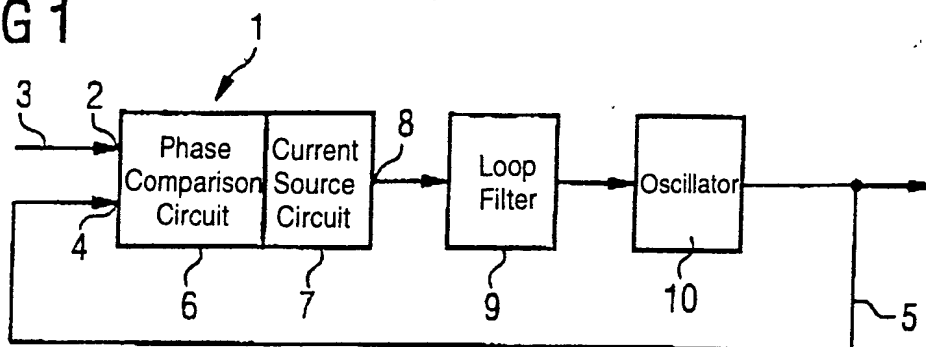 G 1
1
3
2
8
Phase
Comparison
Circuit
Current
Source
Circuit
Loop
Filter
Oscillator
4
6
7
9
10
5